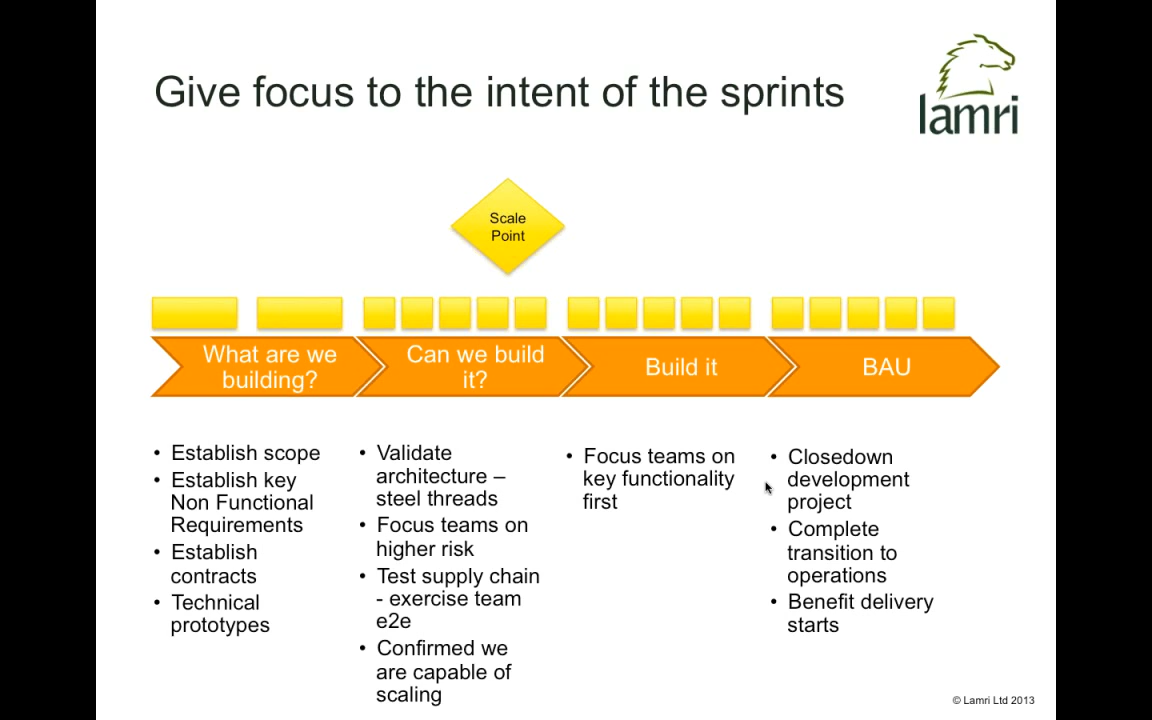 Give focus to the intent of the sprints
lamri
Scale
Point
What are we
building?
Can we build
it?
Build it
BAU
• Establish scope
• Establish key
Non Functional
Requirements
• Establish
contracts
• Technical
prototypes
• Validate
architecture –
steel threads
• Focus teams on
higher risk
• Test supply chain
- exercise team
e2e
• Confirmed we
are capable of
scaling
• Focus teams on
key functionality
first
• Closedown
development
project
• Complete
transition to
operations
• Benefit delivery
starts
© Lamri Ltd 2013